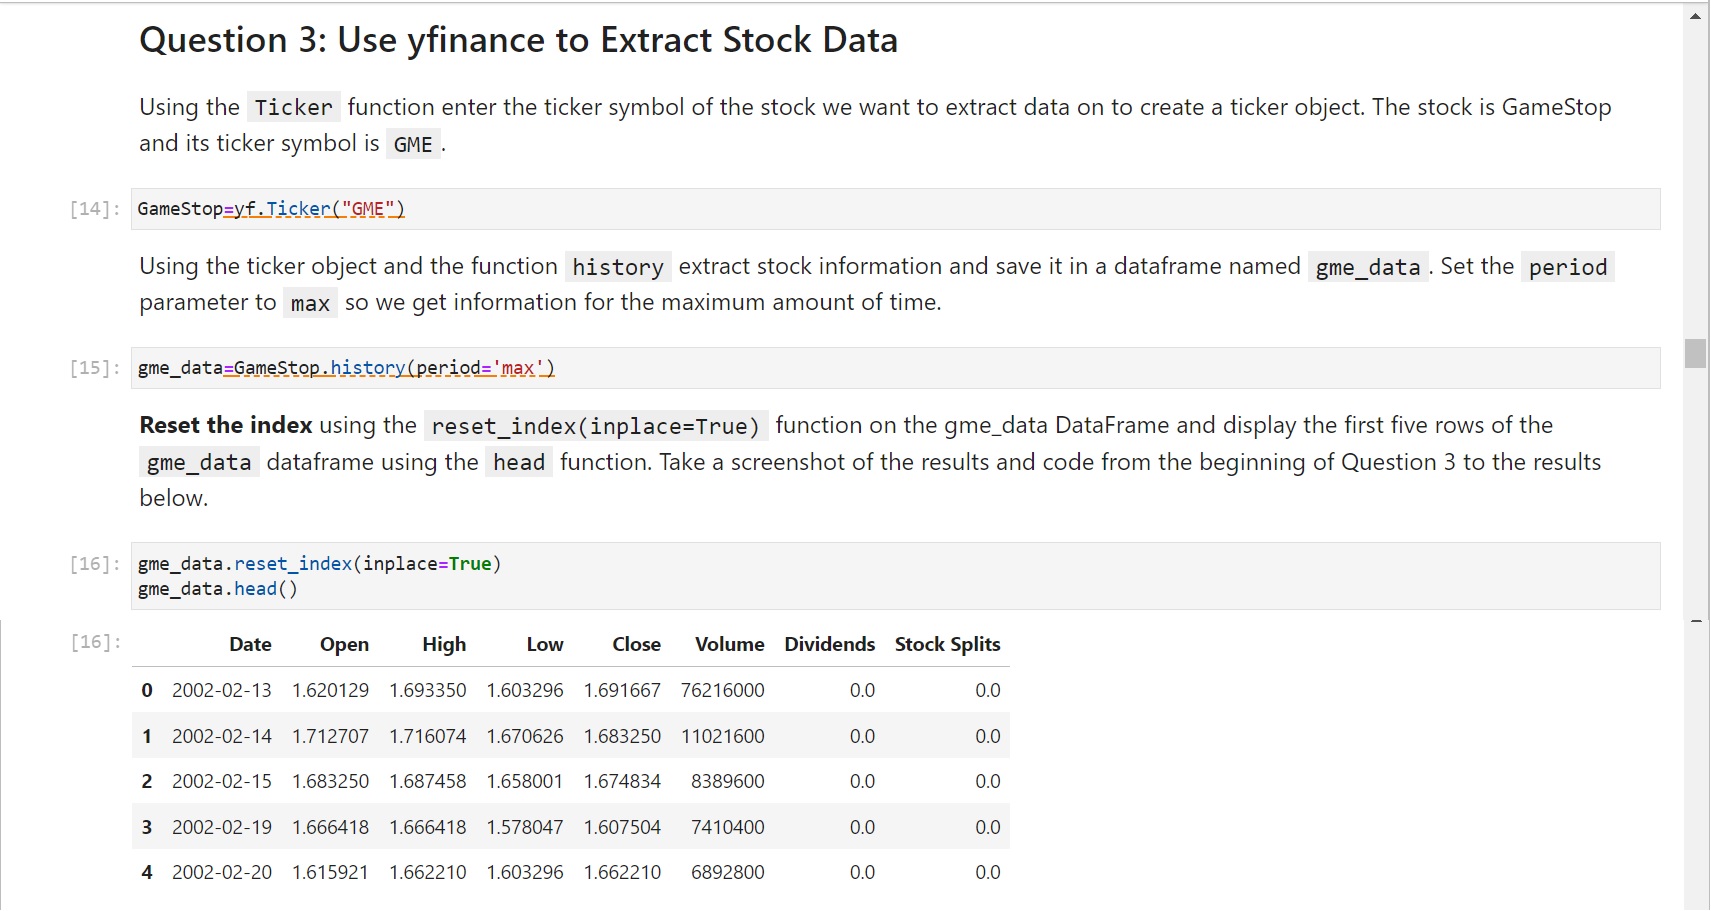 Question 3: Use yfinance to Extract Stock Data
Using the Ticker function enter the ticker symbol of the stock we want to extract data on to create a ticker object. The stock is GameStop
and its ticker symbol is GME .
[14]: GameStop=yf.Ticker("GME")
Using the ticker object and the function history extract stock information and save it in a dataframe named gme_data . Set the period
parameter to max so we get information for the maximum amount of time.
[15]: gme_data=GameStop.history(period='max')
Reset the index using the reset_index(inplace=True) function on the gme_data DataFrame and display the first five rows of the
gme_data dataframe using the head function. Take a screenshot of the results and code from the beginning of Question 3 to the results
below.
[16]: gme_data.reset_index(inplace=True)
gme_data.head()
[16]: Date Open High Low Close Volume Dividends Stock Splits
0 2002-02-13 1.620129 1.693350 1.603296 1.691667 76216000 0.0 0.0
1 2002-02-14 1.712707 1.716074 1.670626 1.683250 11021600 0.0 0.0
2 2002-02-15 1.683250 1.687458 1.658001 1.674834 8389600 0.0 0.0
3 2002-02-19 1.666418 1.666418 1.578047 1.607504 7410400 0.0 0.0
4 2002-02-20 1.615921 1.662210 1.603296 1.662210 6892800 0.0 0.0